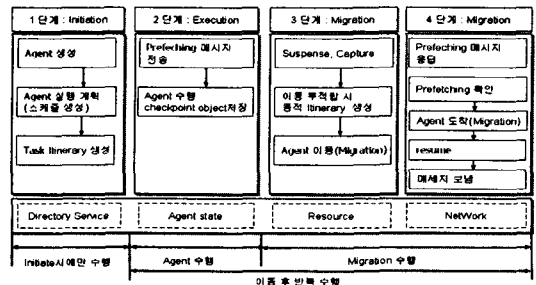 1 단계 : Initiation
2 단계 : Execution
3 단계 : Migration
4 단계 : Migration
Agent 생성
Agent 실행 계획
(스케줄 생성)
Task Itinerary 생성
Prefeching 메시지
전송
Agent 수행
checkpoint object저장
Suspense, Capture
이동 부적합 시
동적 Itinerary 생성
Agent 이동(Migration)
Prefeching 메시지
응답
Prefetching 확인
Agent 도착(Migration)
resume
메세지 보냄
Directory Service
Agent state
Resource
NetWork
Initiate시에만 수행
Agent 수행
Migration 수행
이동 후 반복 수행